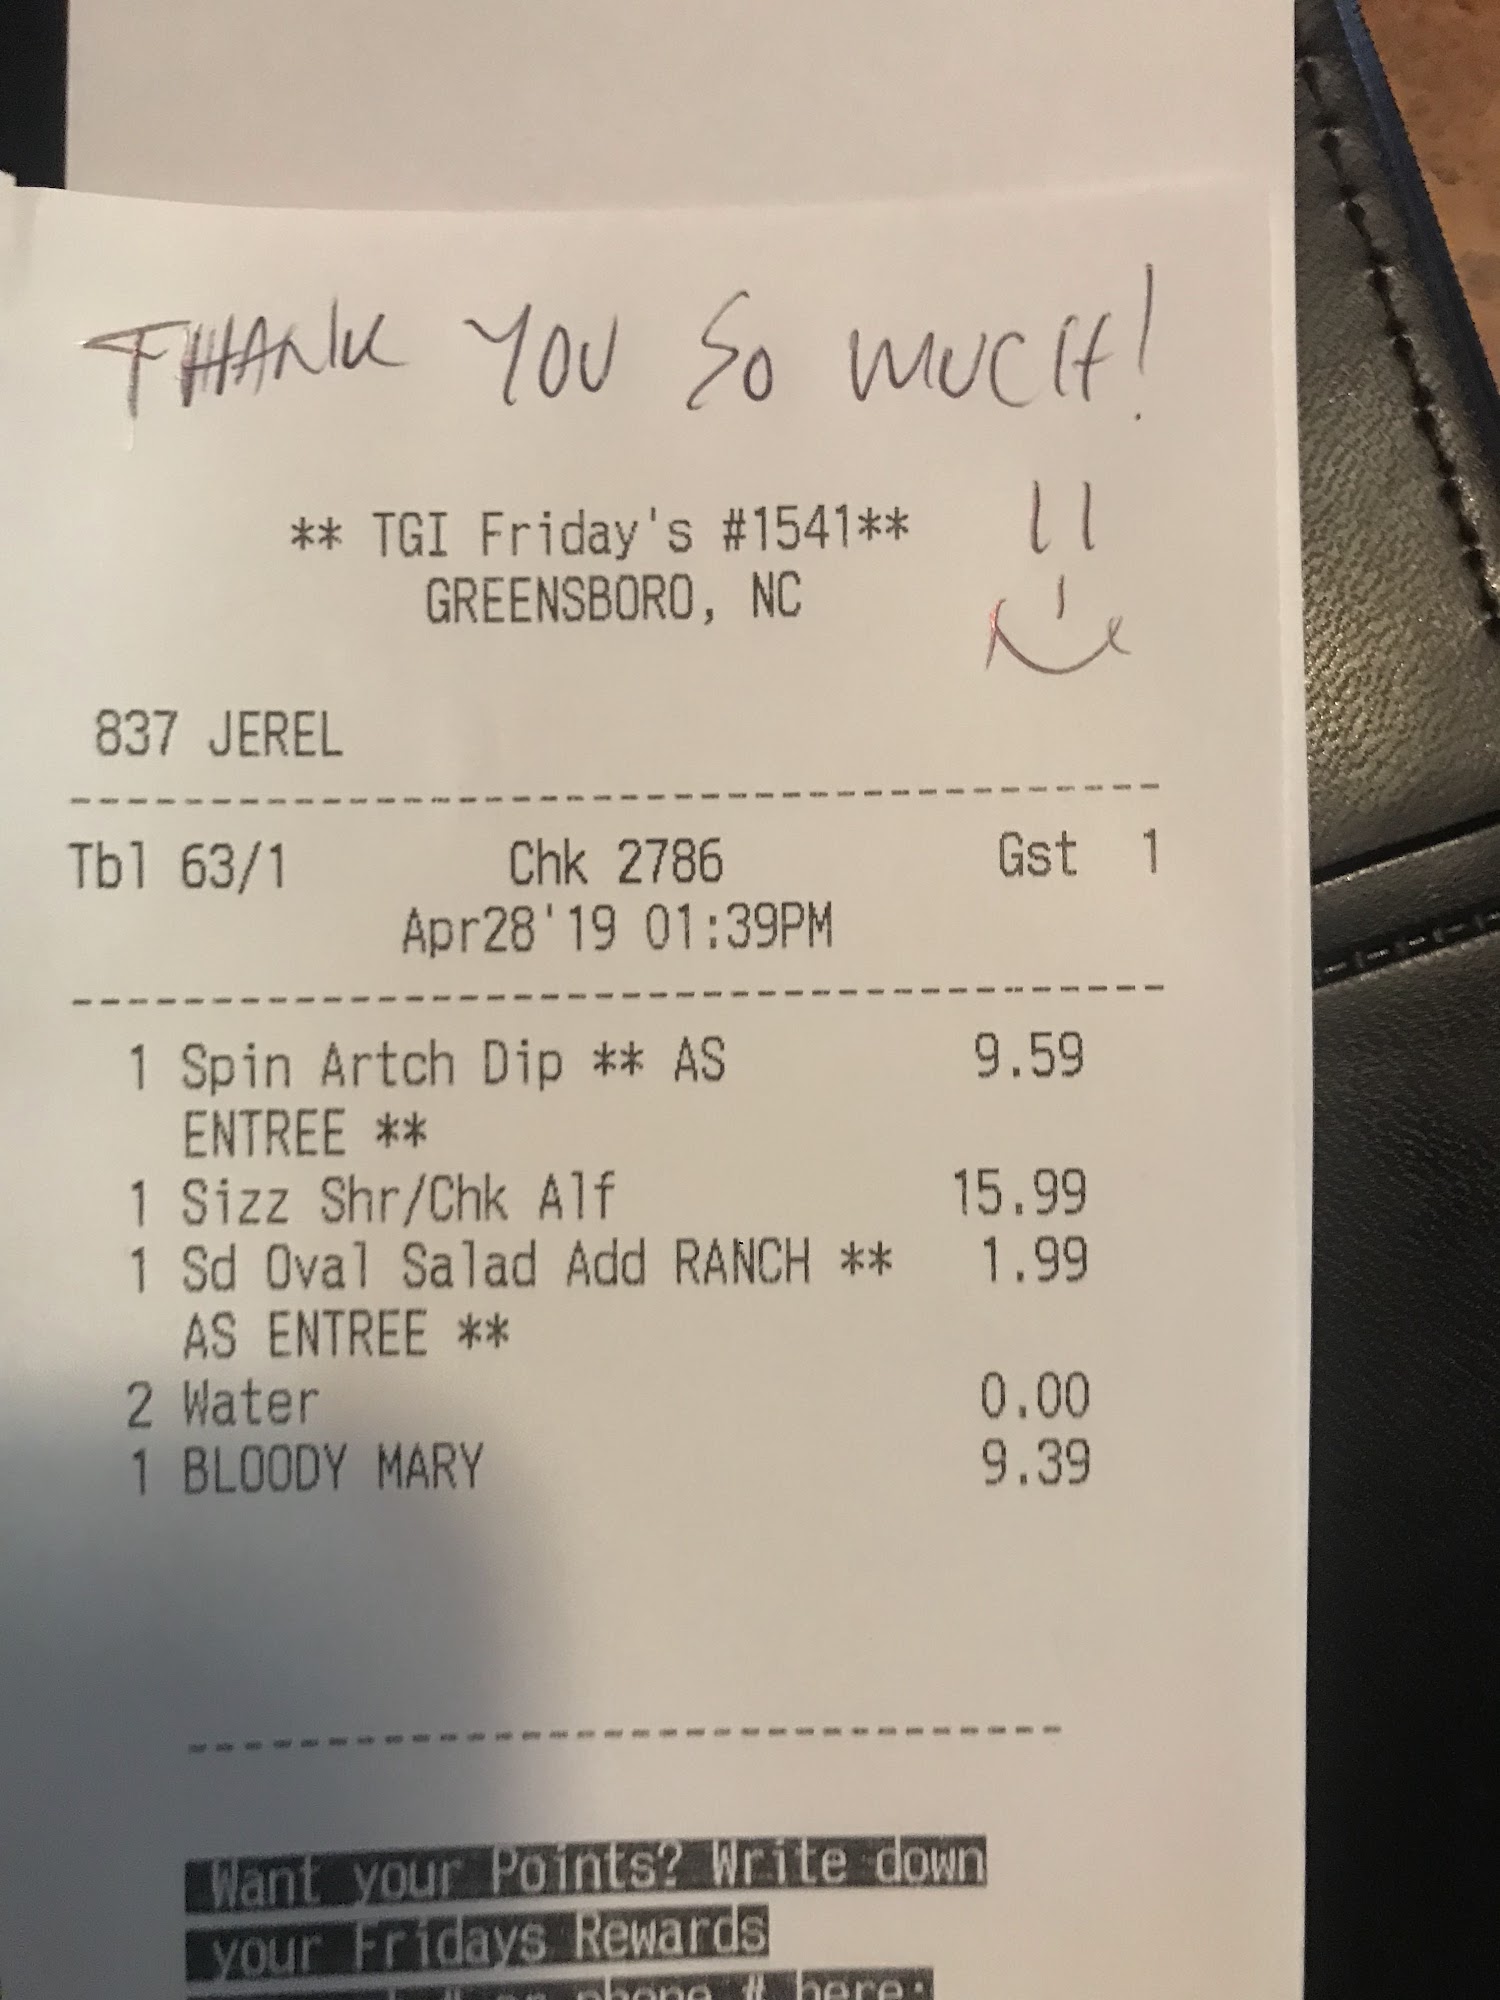 THANK YOU SO MUCH!
** TGI Friday's #1541**
GREENSBORO, NC
837 JEREL
Tbl 63/1 Chk 2786 Gst 1
Apr28'19 01:39PM
1 Spin Artch Dip ** AS 9.59
ENTREE **
1 Sizz Shr/Chk Alf 15.99
1 Sd Oval Salad Add RANCH ** 1.99
AS ENTREE **
2 Water 0.00
1 BLOODY MARY 9.39
Want your Points? Write down
your Fridays Rewards
# or phone # here: